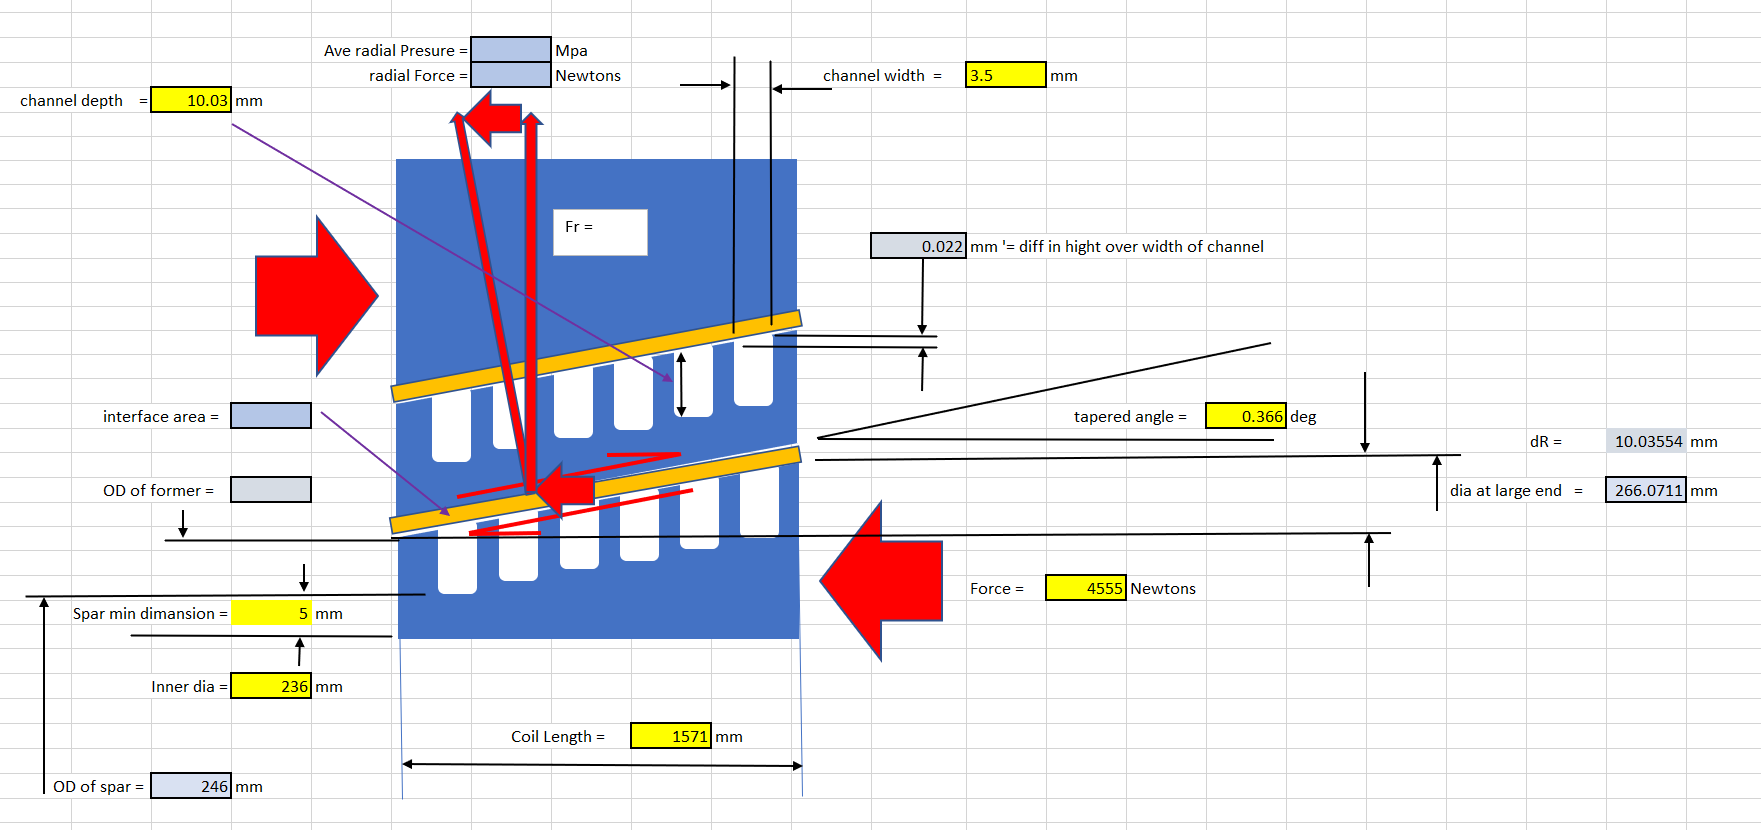 Ave radial Presure = Mpa
radial Force = Newtons
channel width = 3.5 mm
channel depth = 10.03 mm
Fr =
0.022 mm '= diff in hight over width of channel
interface area =
tapered angle = 0.366 deg
dR = 10.03554 mm
OD of former =
dia at large end = 266.0711 mm
Force = 4555 Newtons
Spar min dimansion = 5 mm
Inner dia = 236 mm
Coil Length = 1571 mm
OD of spar = 246 mm